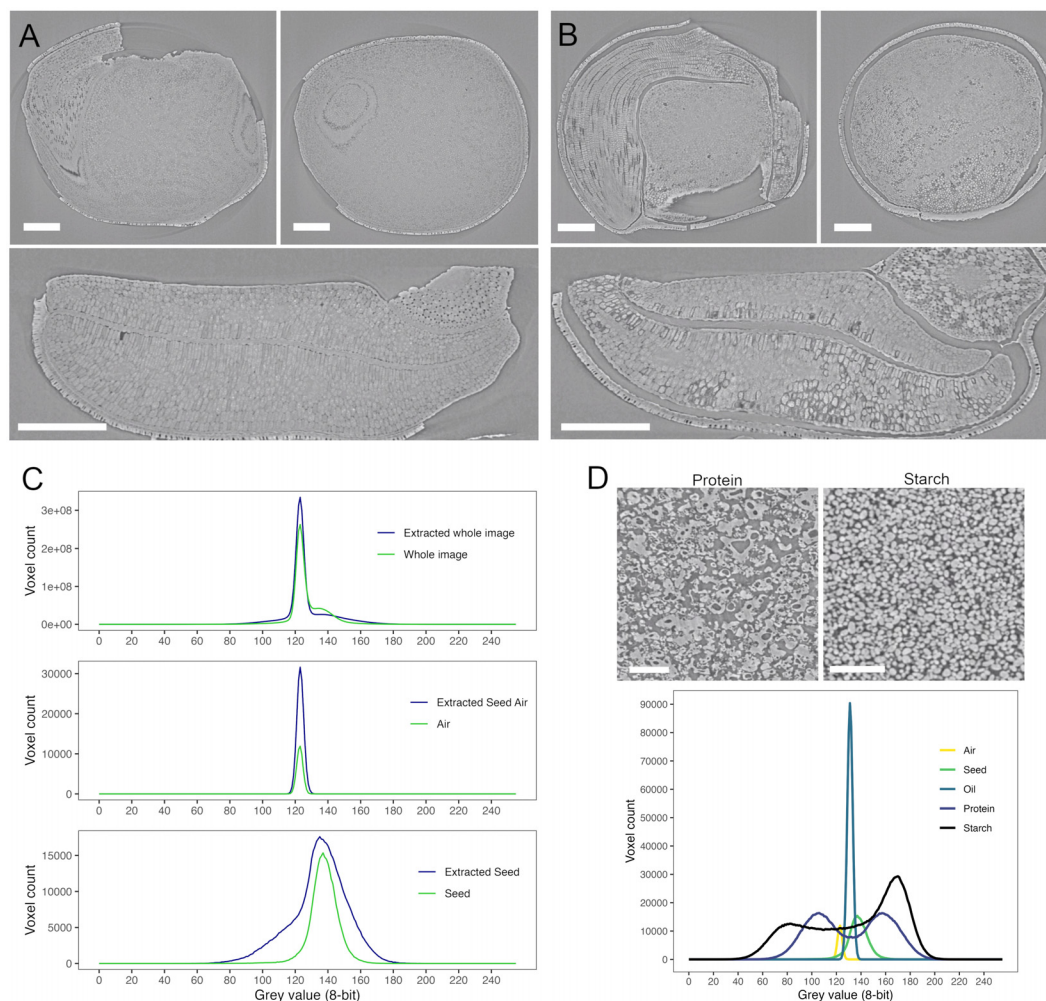 A
B
C
Voxel count
3e+08
2e+08
1e+08
0e+00
Extracted whole image
Whole image
0 20 40 60 80 100 120 140 160 180 200 220 240
Voxel count
30000
20000
10000
0
Extracted Seed Air
Air
0 20 40 60 80 100 120 140 160 180 200 220 240
Voxel count
15000
10000
5000
0
Extracted Seed
Seed
0 20 40 60 80 100 120 140 160 180 200 220 240
Grey value (8-bit)
D
Protein
Starch
Voxel count
90000
80000
70000
60000
50000
40000
30000
20000
10000
0
Air
Seed
Oil
Protein
Starch
0 20 40 60 80 100 120 140 160 180 200 220 240
Grey value (8-bit)